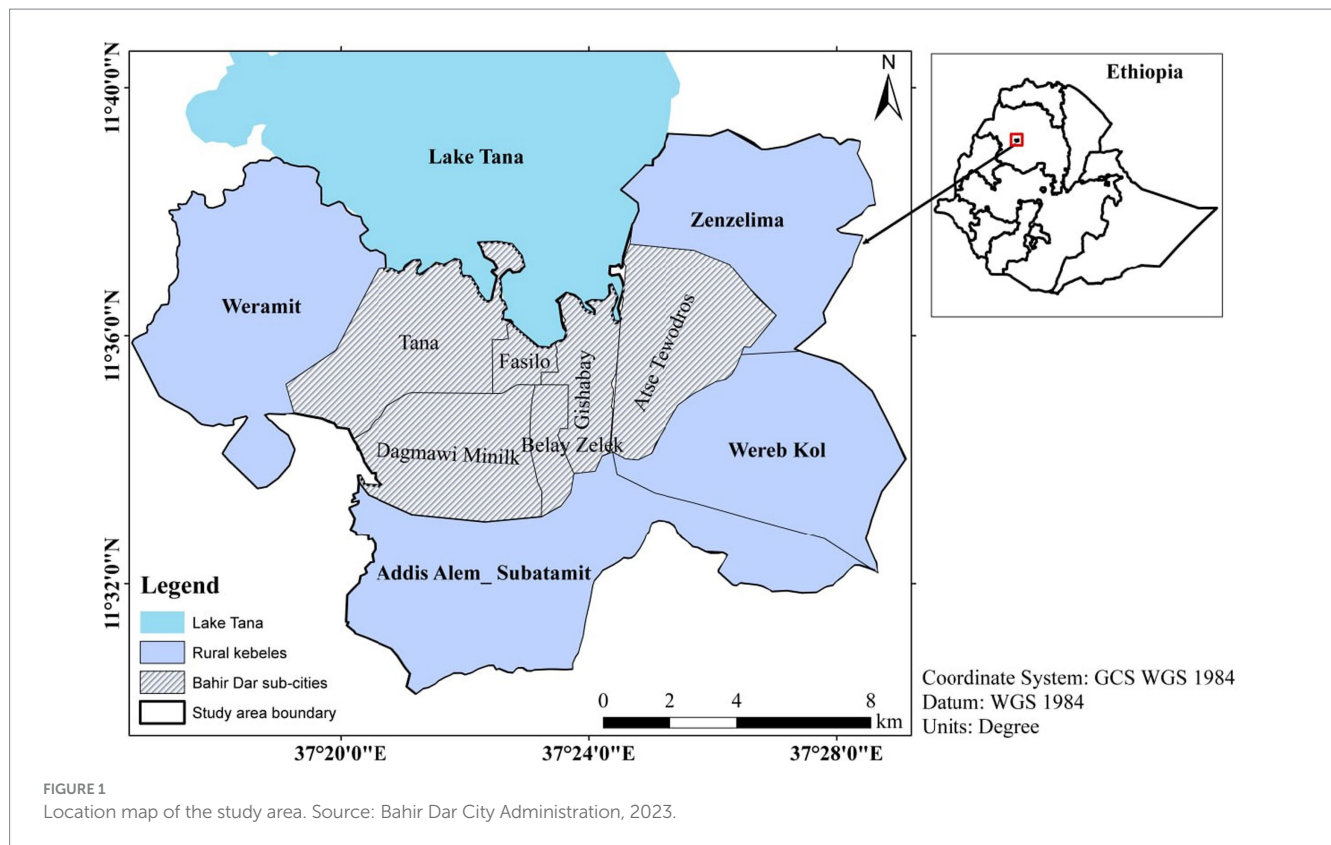 11°40'0"N
11°36'0"N
11°32'0"N
N
Ethiopia
Lake Tana
Zenzelima
Weramit
Tana
Fasilo
Gishabay
Atse Tewodros
Dagmawi Minilk
Belay Zelek
Wereb Kol
Addis Alem_ Subatamit
Legend
Lake Tana
Rural kebeles
Bahir Dar sub-cities
Study area boundary
0 2 4 8
km
Coordinate System: GCS WGS 1984
Datum: WGS 1984
Units: Degree
37°20'0"E 37°24'0"E 37°28'0"E
FIGURE 1
Location map of the study area. Source: Bahir Dar City Administration, 2023.